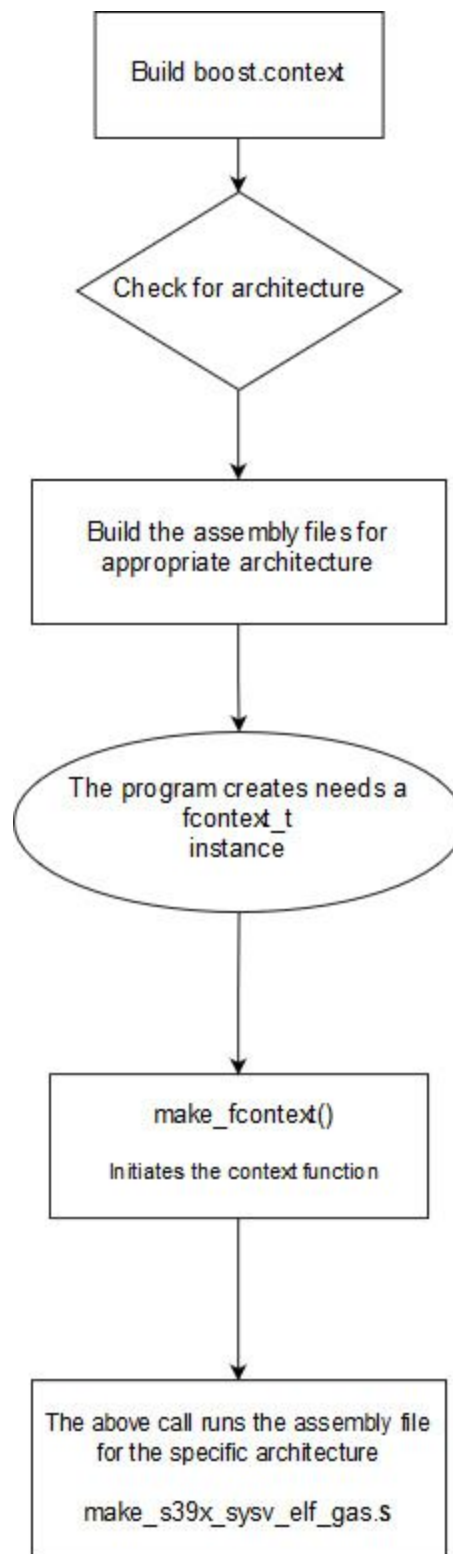 Build boost.context
Check for architecture
Build the assembly files for
appropriate architecture
The program creates needs a
fcontext_t
instance
make_fcontext()
Initiates the context function
The above call runs the assembly file
for the specific architecture
make_s39x_sysv_elf_gas.s